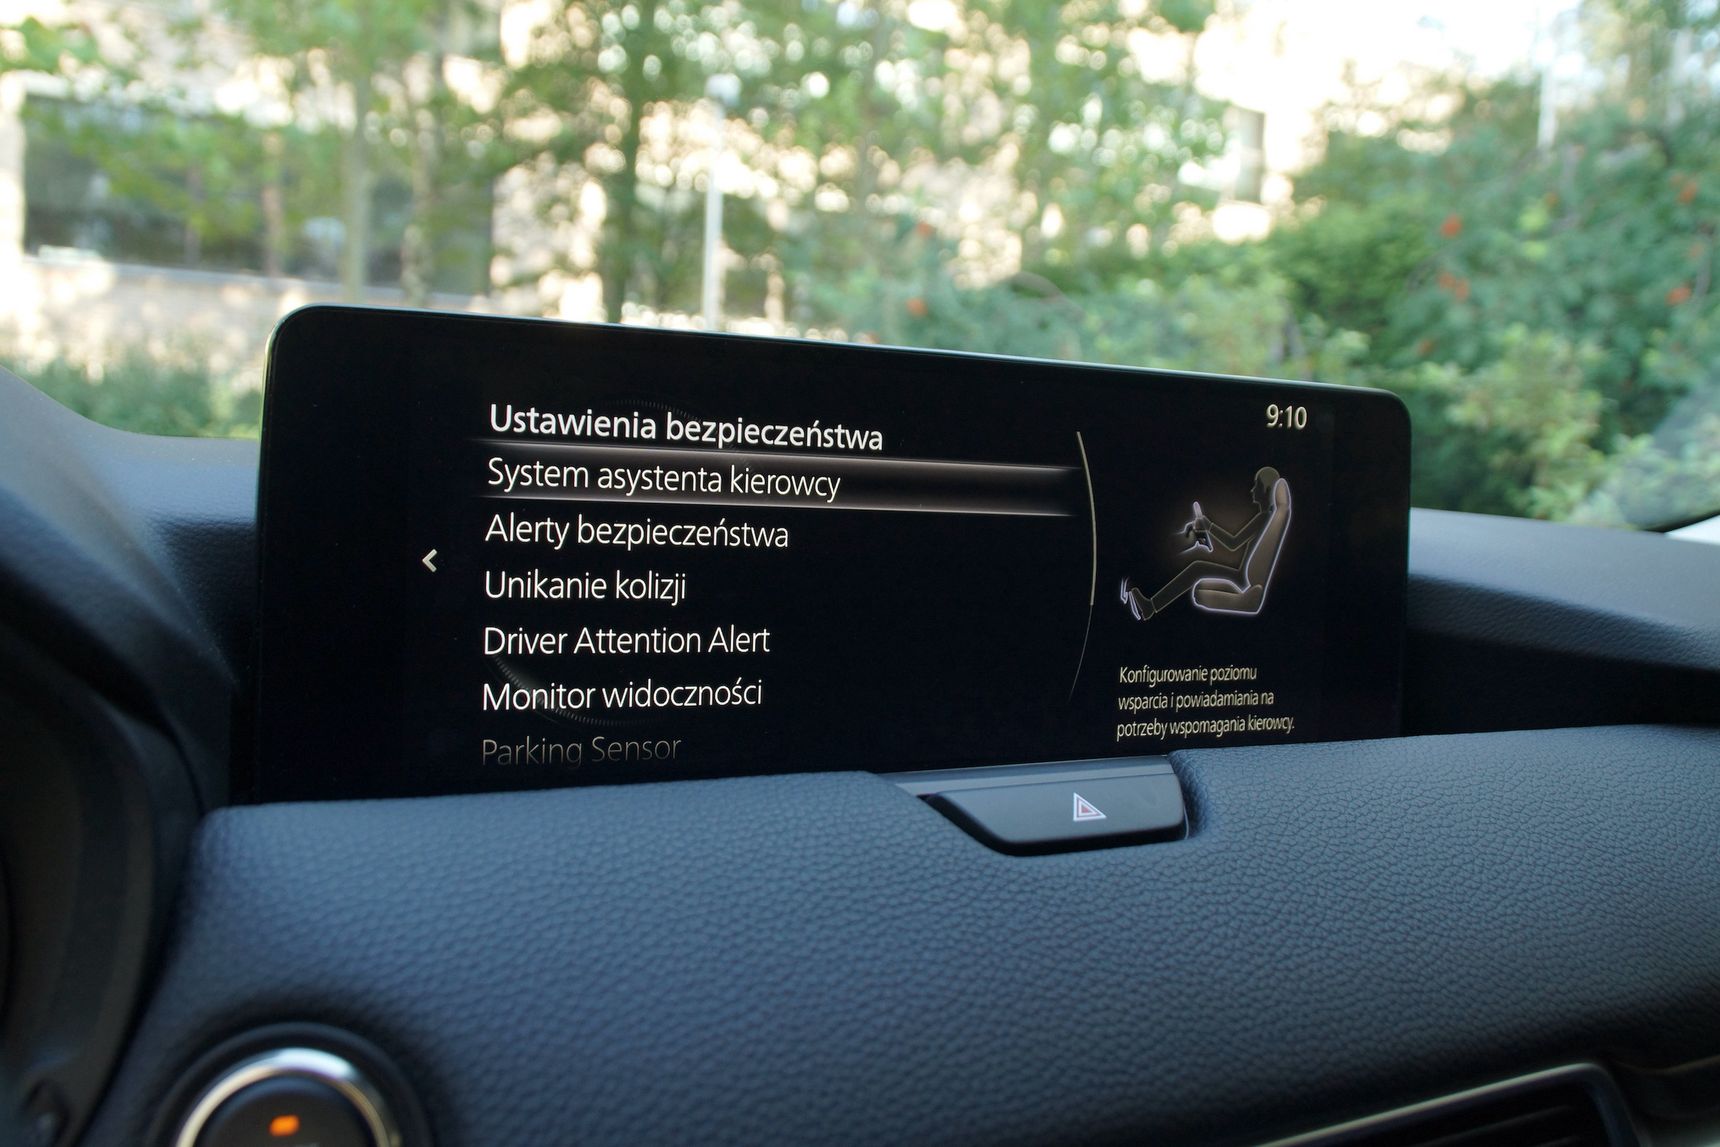 Ustawienia bezpieczeństwa
9:10
System asystenta kierowcy
Alerty bezpieczeństwa
Unikanie kolizji
Driver Attention Alert
Monitor widoczności
Parking Sensor
Konfigurowanie poziomu
wsparcia i powiadamiania na
potrzeby wspomagania kierowcy.